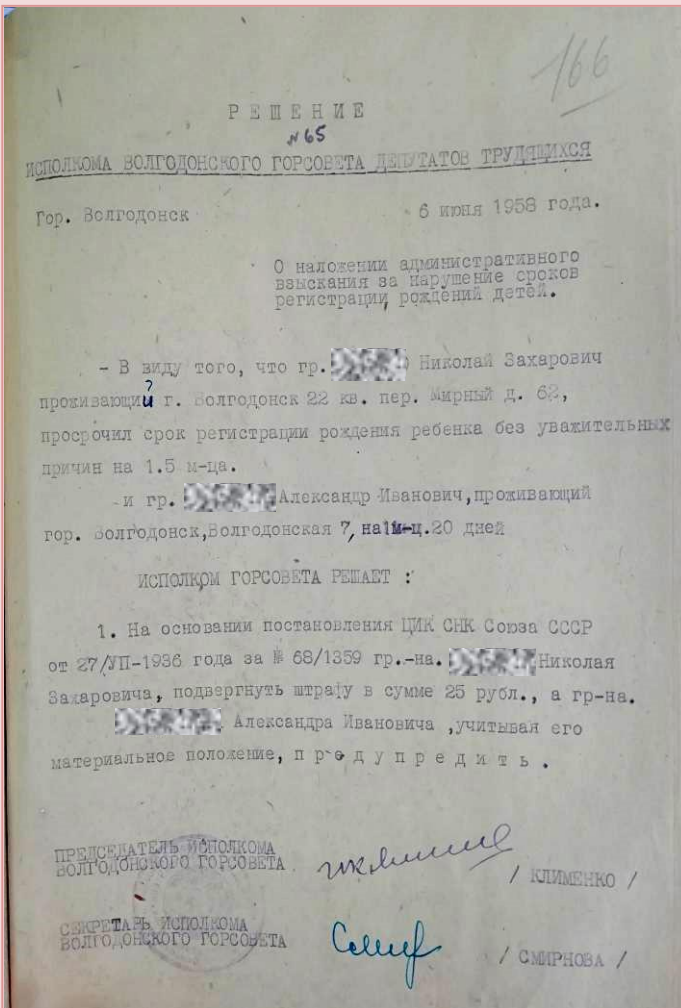 166
РЕШЕНИЕ
№ 65
ИСПОЛКОМА ВОЛГОДОНСКОГО ГОРСОВЕТА ДЕПУТАТОВ ТРУДЯЩИХСЯ
Гор. Волгодонск 6 июня 1958 года.
О наложении административного
взыскания за нарушение сроков
регистрации рождений детей.
- В виду того, что гр. Николай Захарович
проживающий г. Волгодонск 22 кв. пер. Мирный д. 62,
просрочил срок регистрации рождения ребенка без уважительных
причин на 1.5 м-ца.
-и гр. Александр Иванович, проживающий
гор. Волгодонск, Волгодонская 7, на 1м-ц.20 дней
ИСПОЛКОМ ГОРСОВЕТА РЕШАЕТ :
1. На основании постановления ЦИК СНК Союза СССР
от 27/УП-1936 года за № 68/1359 гр.-на. Николая
Захаровича, подвергнуть штрафу в сумме 25 рубл., а гр-на.
Александра Ивановича ,учитывая его
материальное положение, п р е д у п р е д и т ь .
ПРЕДСЕДАТЕЛЬ ИСПОЛКОМА
ВОЛГОДОНСКОГО ГОРСОВЕТА
/ КЛИМЕНКО /
СЕКРЕТАРЬ ИСПОЛКОМА
ВОЛГОДОНСКОГО ГОРСОВЕТА
/ СМИРНОВА /